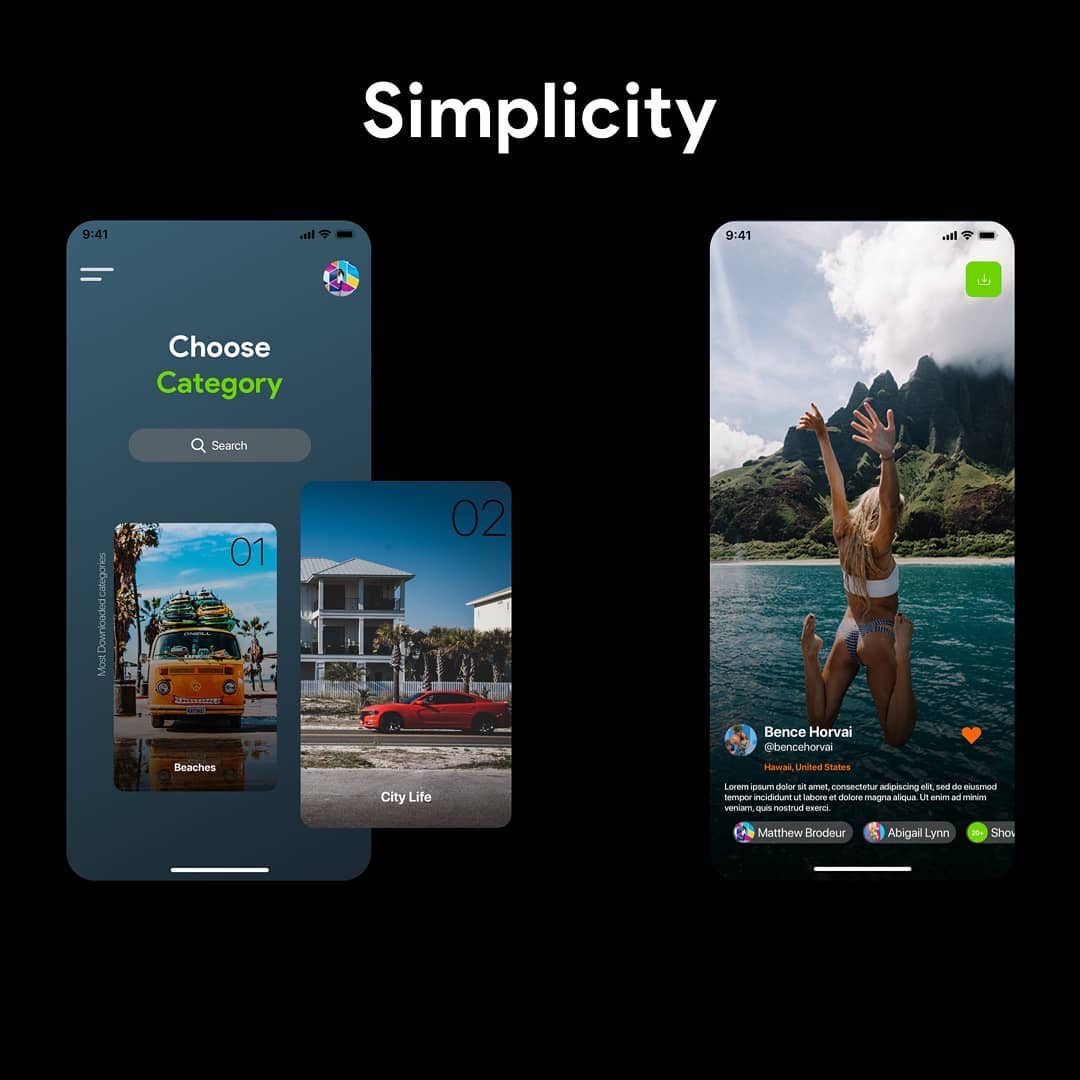 Simplicity
9:41
Choose
Category
Search
Most Downloaded categories
01
Beaches
02
City Life
9:41
Bence Horvai
@bencehorvai
Hawaii, United States
Lorem ipsum dolor sit amet, consectetur adipiscing elit, sed do eiusmod
tempor incididunt ut labore et dolore magna aliqua. Ut enim ad minim
veniam, quis nostrud exerci.
Matthew Brodeur
Abigail Lynn
20+